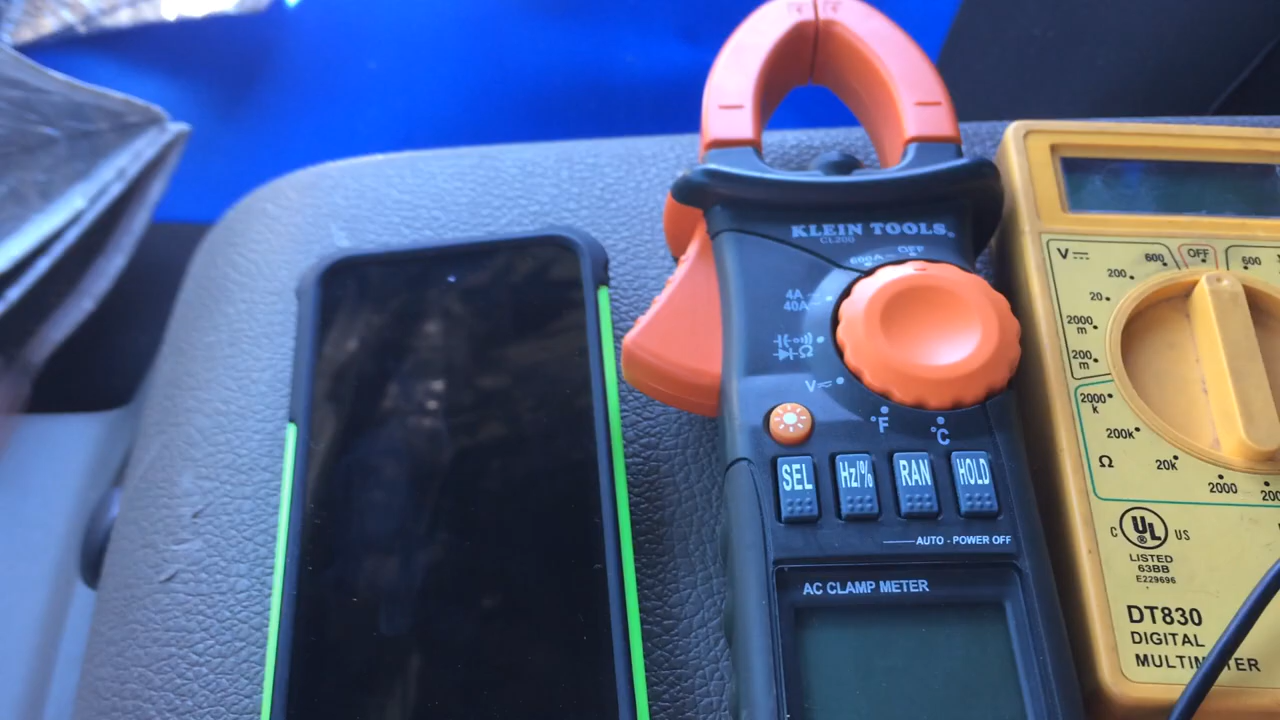 KLEIN TOOLS®
CL200
600A~ OFF
4A ~
40A~
Ω
V
°F
°C
SEL
Hz/%
RAN
HOLD
AUTO - POWER OFF
AC CLAMP METER
V
600
OFF
600
200
20
2000
m
200
m
2000
k
200k
Ω
20k
2000
200
C UL ® US
LISTED
63BB
E229696
DT830
DIGITAL
MULTIMETER